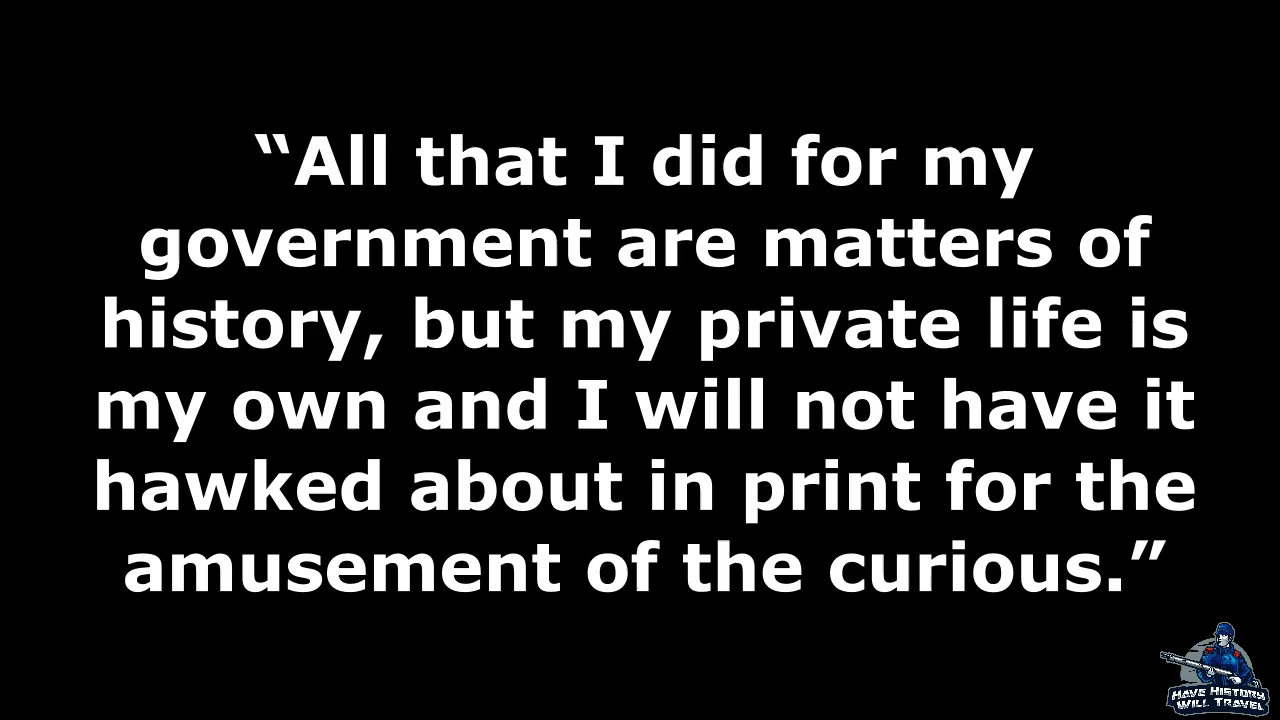 “All that I did for my
government are matters of
history, but my private life is
my own and I will not have it
hawked about in print for the
amusement of the curious.”
HAVE HISTORY
WILL TRAVEL